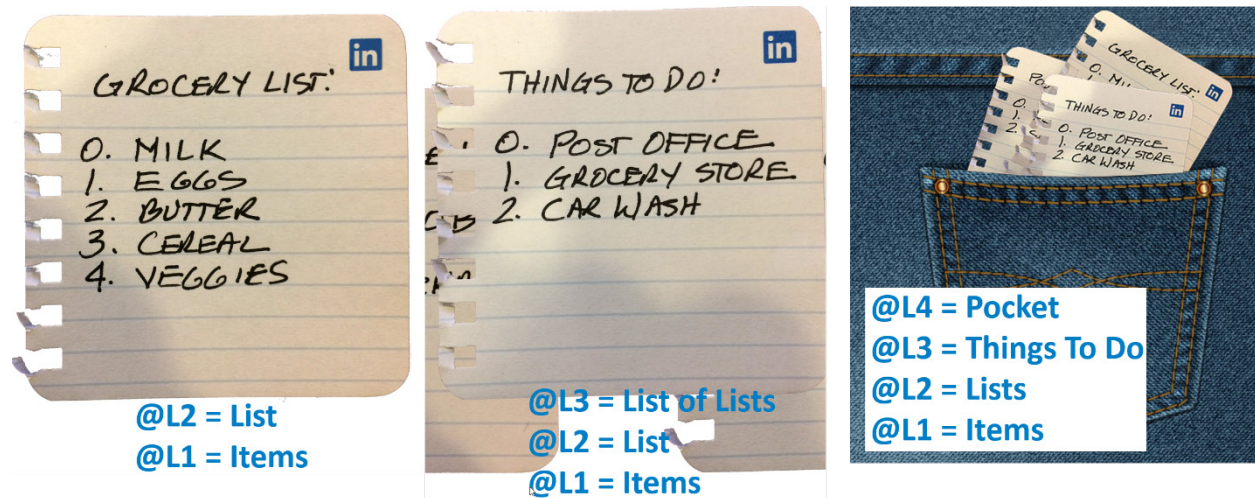 in
GROCERY LIST:
0. MILK
1. EGGS
2. BUTTER
3. CEREAL
4. VEGGIES
@L2 = List
@L1 = Items
in
THINGS TO DO:
0. POST OFFICE
1. GROCERY STORE
2. CAR WASH
@L3 = List of Lists
@L2 = List
@L1 = Items
GROCERY LIST:
in
0.
THINGS TO DO:
in
0. POST OFFICE
1. GROCERY STORE
2. CAR WASH
@L4 = Pocket
@L3 = Things To Do
@L2 = Lists
@L1 = Items